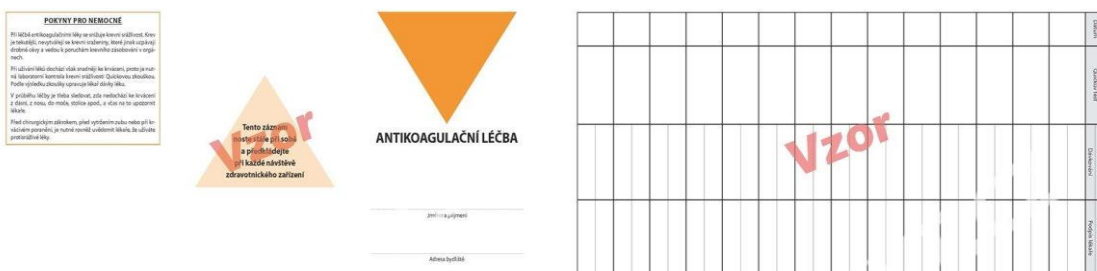 POKYNY PRO NEMOCNÉ
Při léčbě antikoagulačním léky se snižuje krevní srážlivost. Krev
je tekutější, nevytvářejí se krevní sraženiny, které jinak ucpávají
drobné cévy a vedou k poruchám krevního zásobování v orgá-
nech.
Při užívání léků dochází však snadněji ke krvácení, proto je nut-
ná laboratorní kontrola krevní srážlivosti Quickovou zkouškou.
Podle výsledku zkoušky upravuje lékař dávky léku.
V průběhu léčby je třeba sledovat, zda nedochází ke krvácení
z dásní, z nosu, do moče, stolice apod., a včas na to upozornit
lékaře.
Před chirurgickým zákrokem, před vytržením zubu nebo při kr-
vácivém poranění, je nutné rovněž uvědomit lékaře, že užíváte
protisrážlivé léky.
Tento záznam
noste stále při sobě
a předkládejte
při každé návštěvě
zdravotnického zařízení
Vzor
ANTIKOAGULAČNÍ LÉČBA
Jméno a příjmení
Adresa bydliště
Datum
Quickův test
Dávkování
Podpis lékaře
Vzor